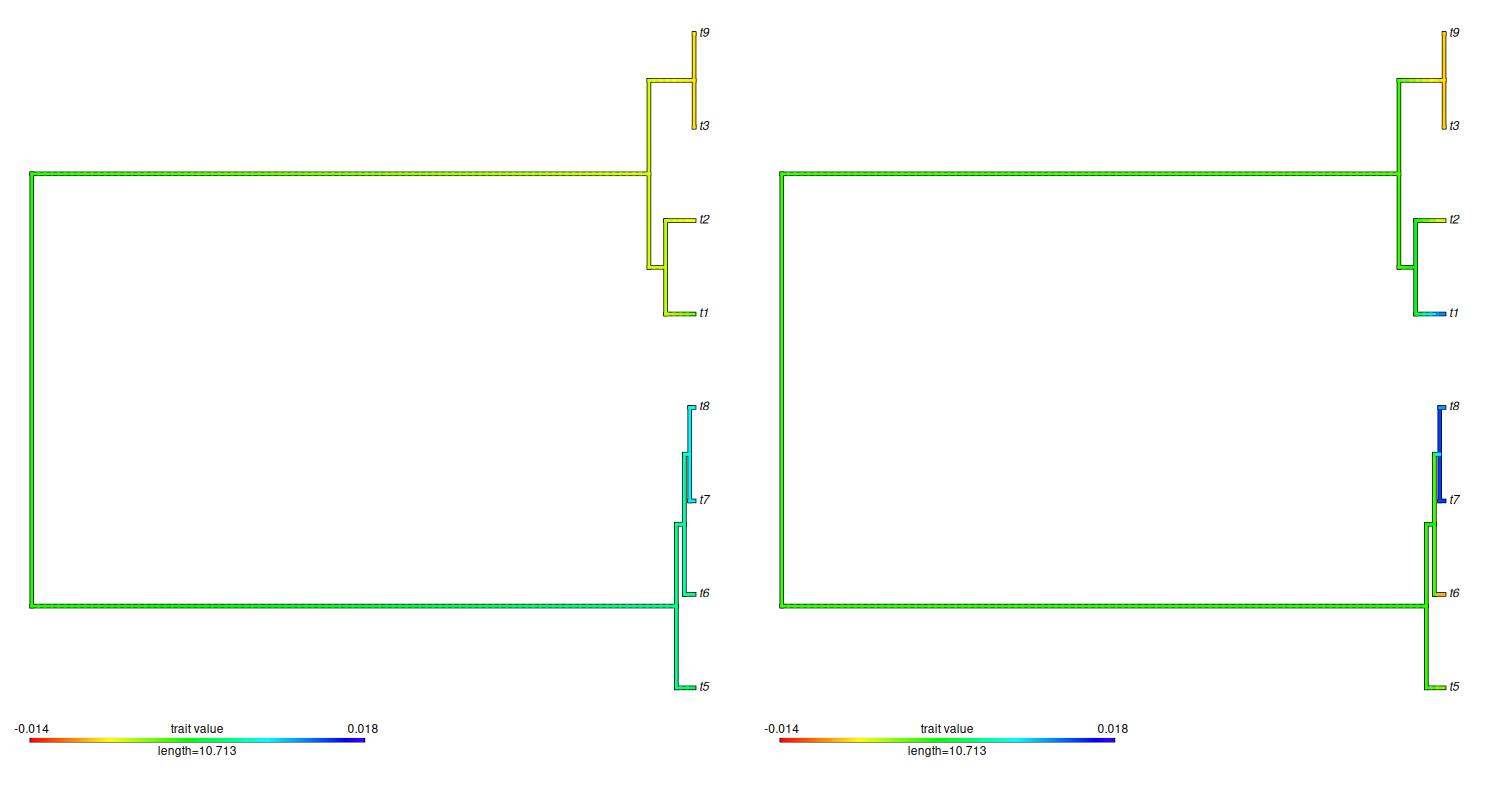 t9 t9
t3 t3
t2 t2
t1 t1
t8 t8
t7 t7
t6 t6
t5 t5
-0.014 trait value 0.018 -0.014 trait value 0.018
length=10.713 length=10.713